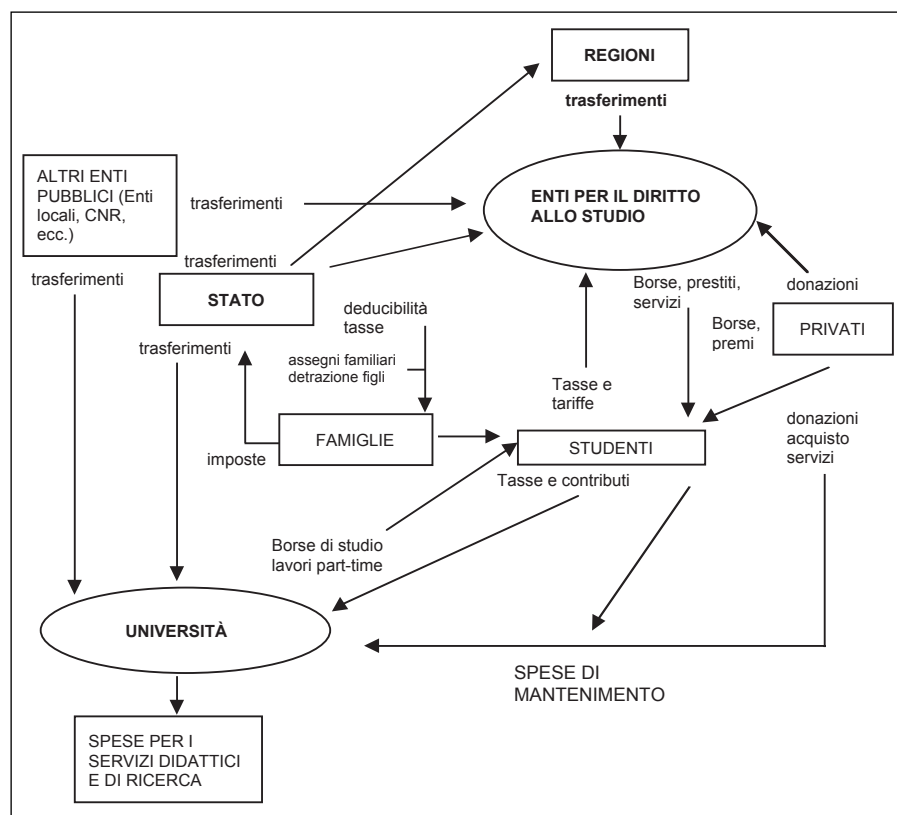 REGIONI
trasferimenti
ALTRI ENTI
PUBBLICI (Enti
locali, CNR,
ecc.)
trasferimenti
ENTI PER IL DIRITTO
ALLO STUDIO
trasferimenti
trasferimenti
STATO
deducibilità
tasse
Borse, prestiti,
servizi
donazioni
Borse,
premi
PRIVATI
trasferimenti
assegni familiari
detrazione figli
Tasse e
tariffe
imposte
FAMIGLIE
STUDENTI
donazioni
acquisto
servizi
Tasse e contributi
Borse di studio
lavori part-time
UNIVERSITÀ
SPESE DI
MANTENIMENTO
SPESE PER I
SERVIZI DIDATTICI
E DI RICERCA